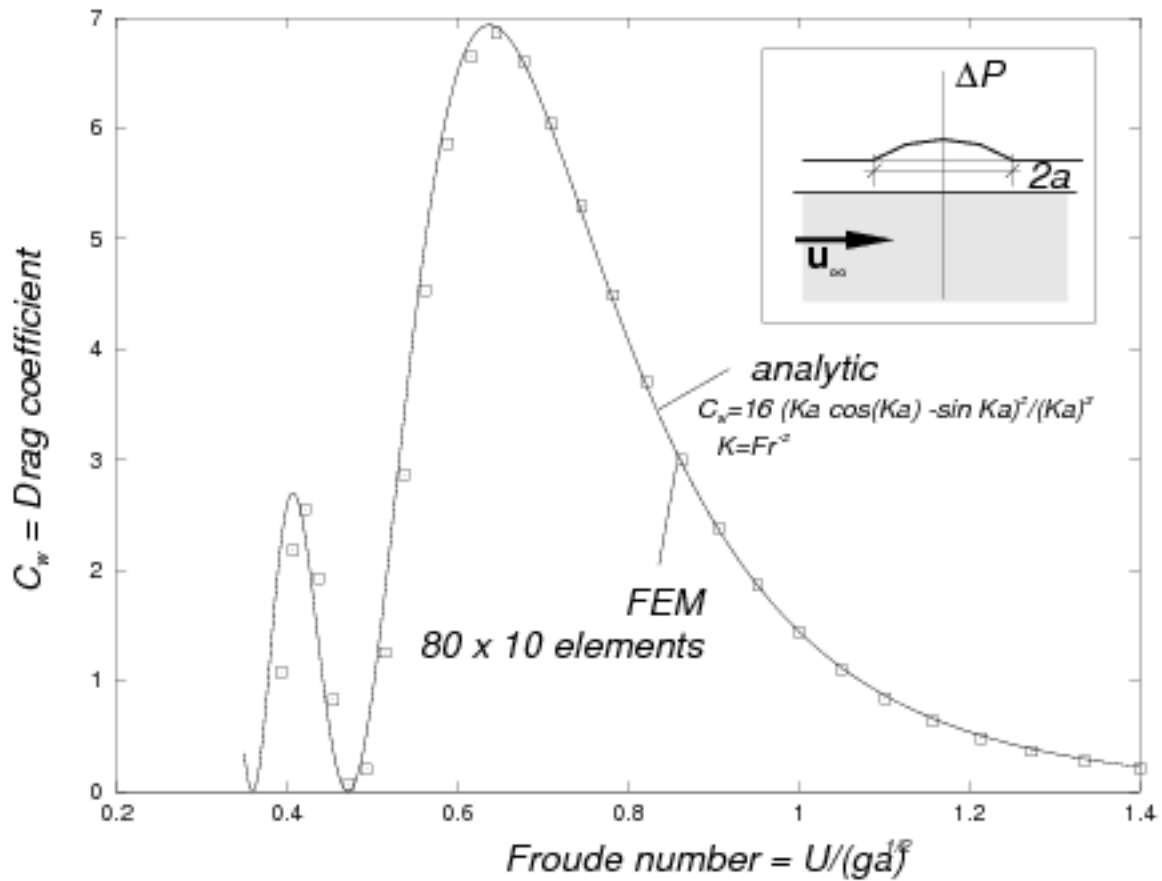 7
6
5
4
3
2
1
0
0.2
0.4
0.6
0.8
1
1.2
1.4
C_w = Drag coefficient
Froude number = U/(ga)^1/2
ΔP
2a
u_∞
analytic
C_w=16 (Ka cos(Ka) -sin Ka)^2/(Ka)^2
K=Fr^-2
FEM
80 x 10 elements